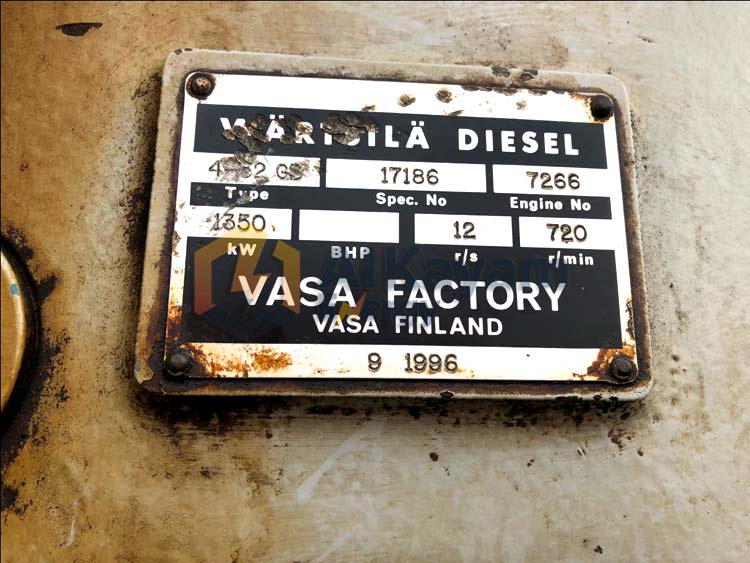 WÄRTSILÄ DIESEL
17186 7266
Type Spec. No Engine No
1350 12 720
kW BHP r/s r/min
VASA FACTORY
VASA FINLAND
9 1996